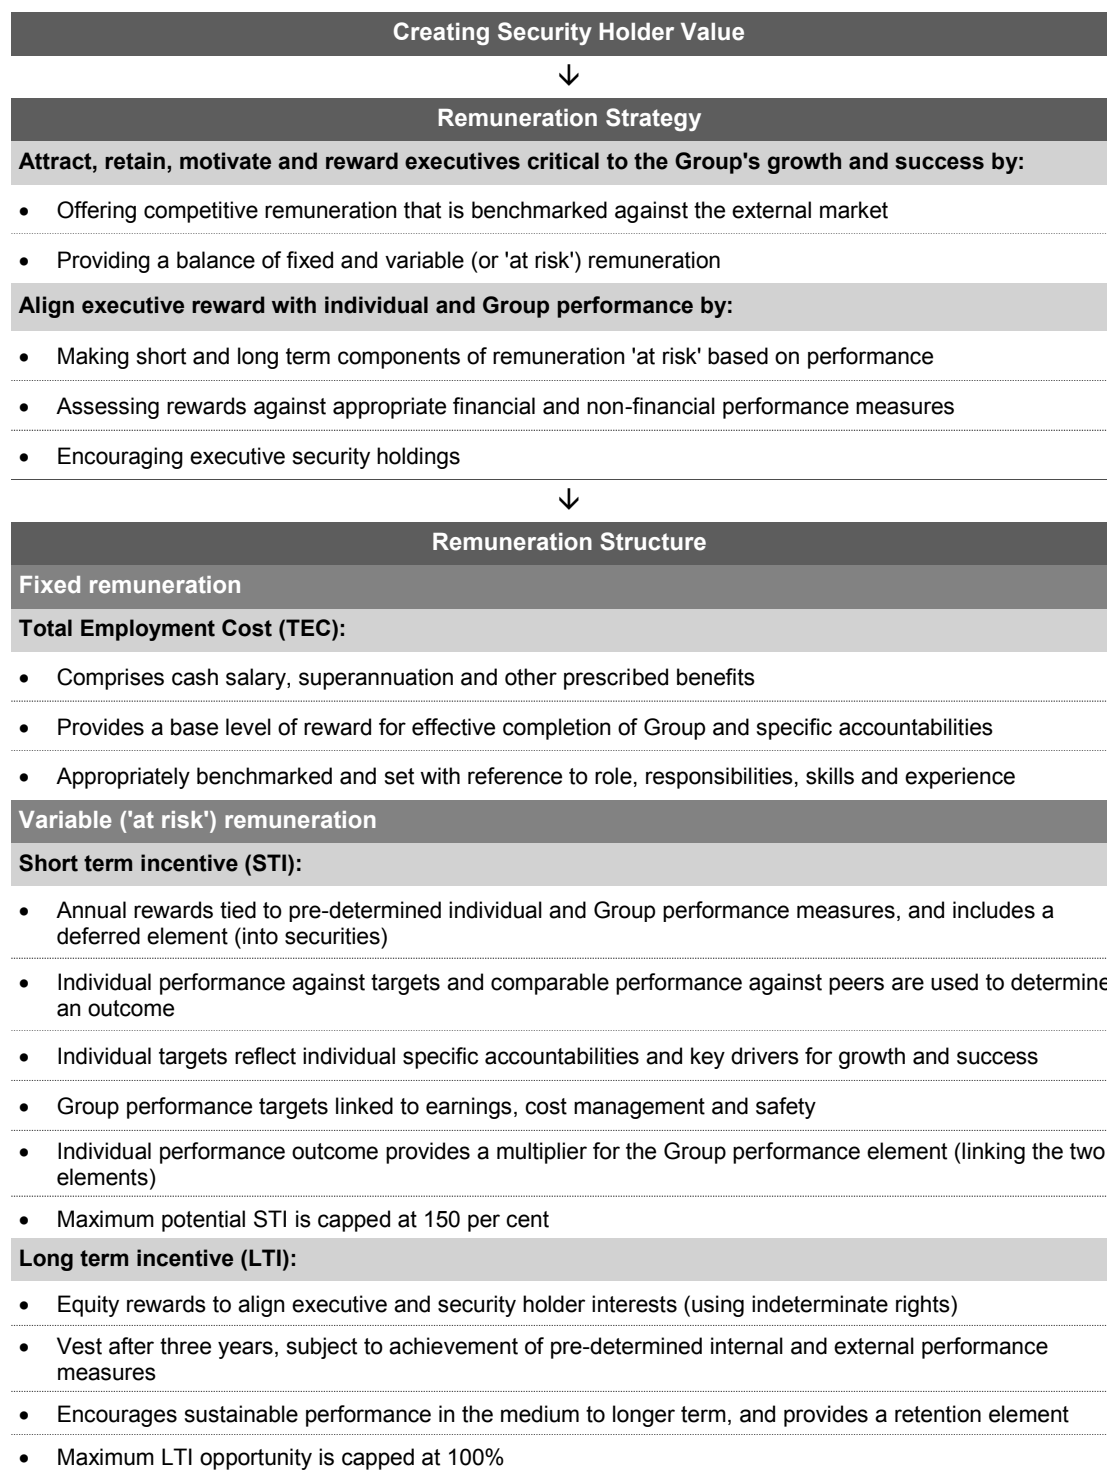 Creating Security Holder Value
↓
Remuneration Strategy
Attract, retain, motivate and reward executives critical to the Group's growth and success by:
• Offering competitive remuneration that is benchmarked against the external market
• Providing a balance of fixed and variable (or 'at risk') remuneration
Align executive reward with individual and Group performance by:
• Making short and long term components of remuneration 'at risk' based on performance
• Assessing rewards against appropriate financial and non-financial performance measures
• Encouraging executive security holdings
↓
Remuneration Structure
Fixed remuneration
Total Employment Cost (TEC):
• Comprises cash salary, superannuation and other prescribed benefits
• Provides a base level of reward for effective completion of Group and specific accountabilities
• Appropriately benchmarked and set with reference to role, responsibilities, skills and experience
Variable ('at risk') remuneration
Short term incentive (STI):
• Annual rewards tied to pre-determined individual and Group performance measures, and includes a
deferred element (into securities)
• Individual performance against targets and comparable performance against peers are used to determine
an outcome
• Individual targets reflect individual specific accountabilities and key drivers for growth and success
• Group performance targets linked to earnings, cost management and safety
• Individual performance outcome provides a multiplier for the Group performance element (linking the two
elements)
• Maximum potential STI is capped at 150 per cent
Long term incentive (LTI):
• Equity rewards to align executive and security holder interests (using indeterminate rights)
• Vest after three years, subject to achievement of pre-determined internal and external performance
measures
• Encourages sustainable performance in the medium to longer term, and provides a retention element
• Maximum LTI opportunity is capped at 100%